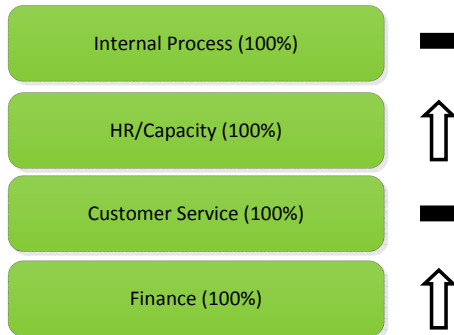 Internal Process (100%)
HR/Capacity (100%)
Customer Service (100%)
Finance (100%)